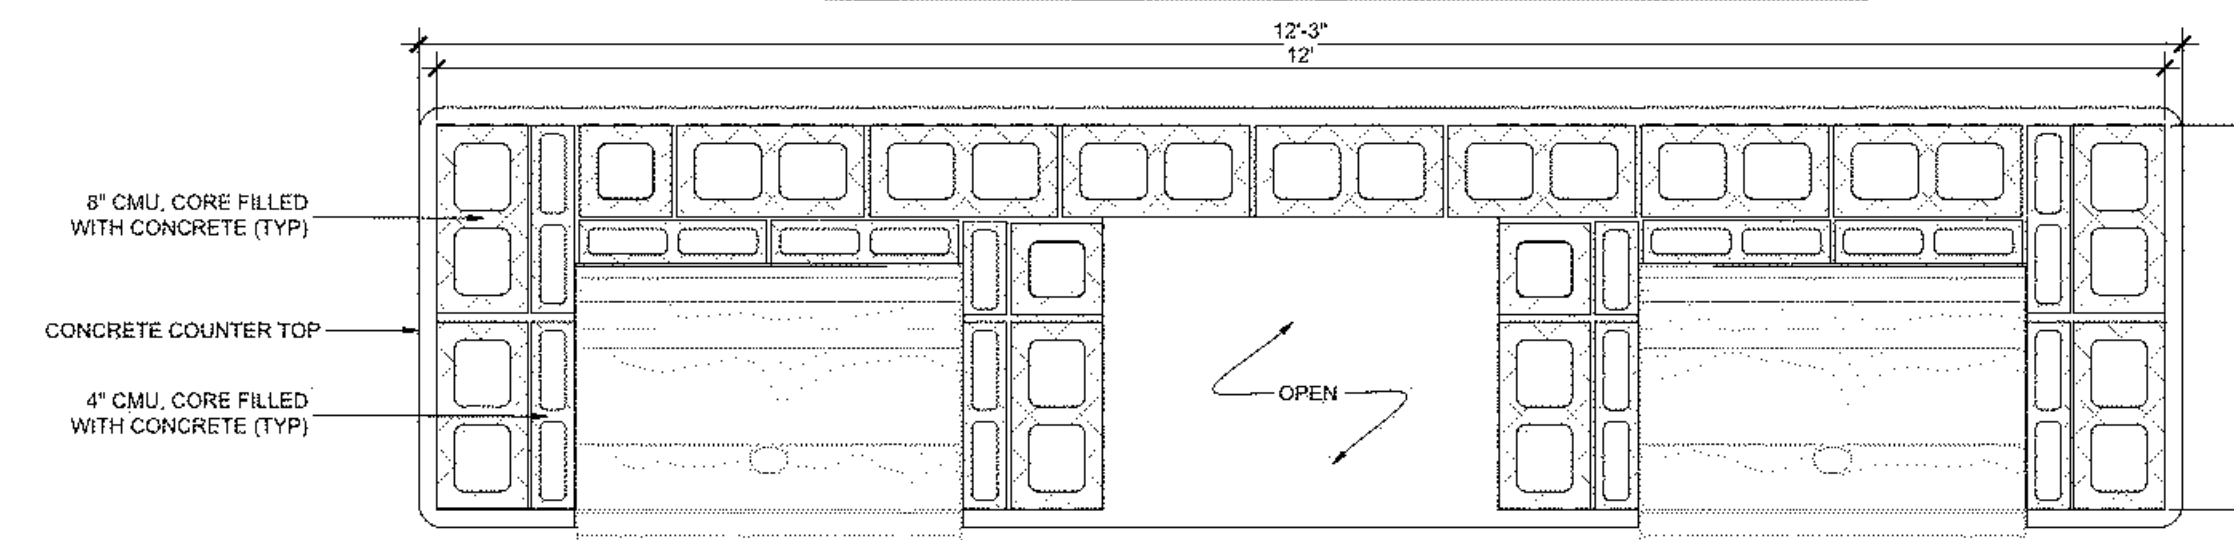 12'-3"
12'
8" CMU, CORE FILLED
WITH CONCRETE (TYP)
CONCRETE COUNTER TOP
4" CMU, CORE FILLED
WITH CONCRETE (TYP)
OPEN